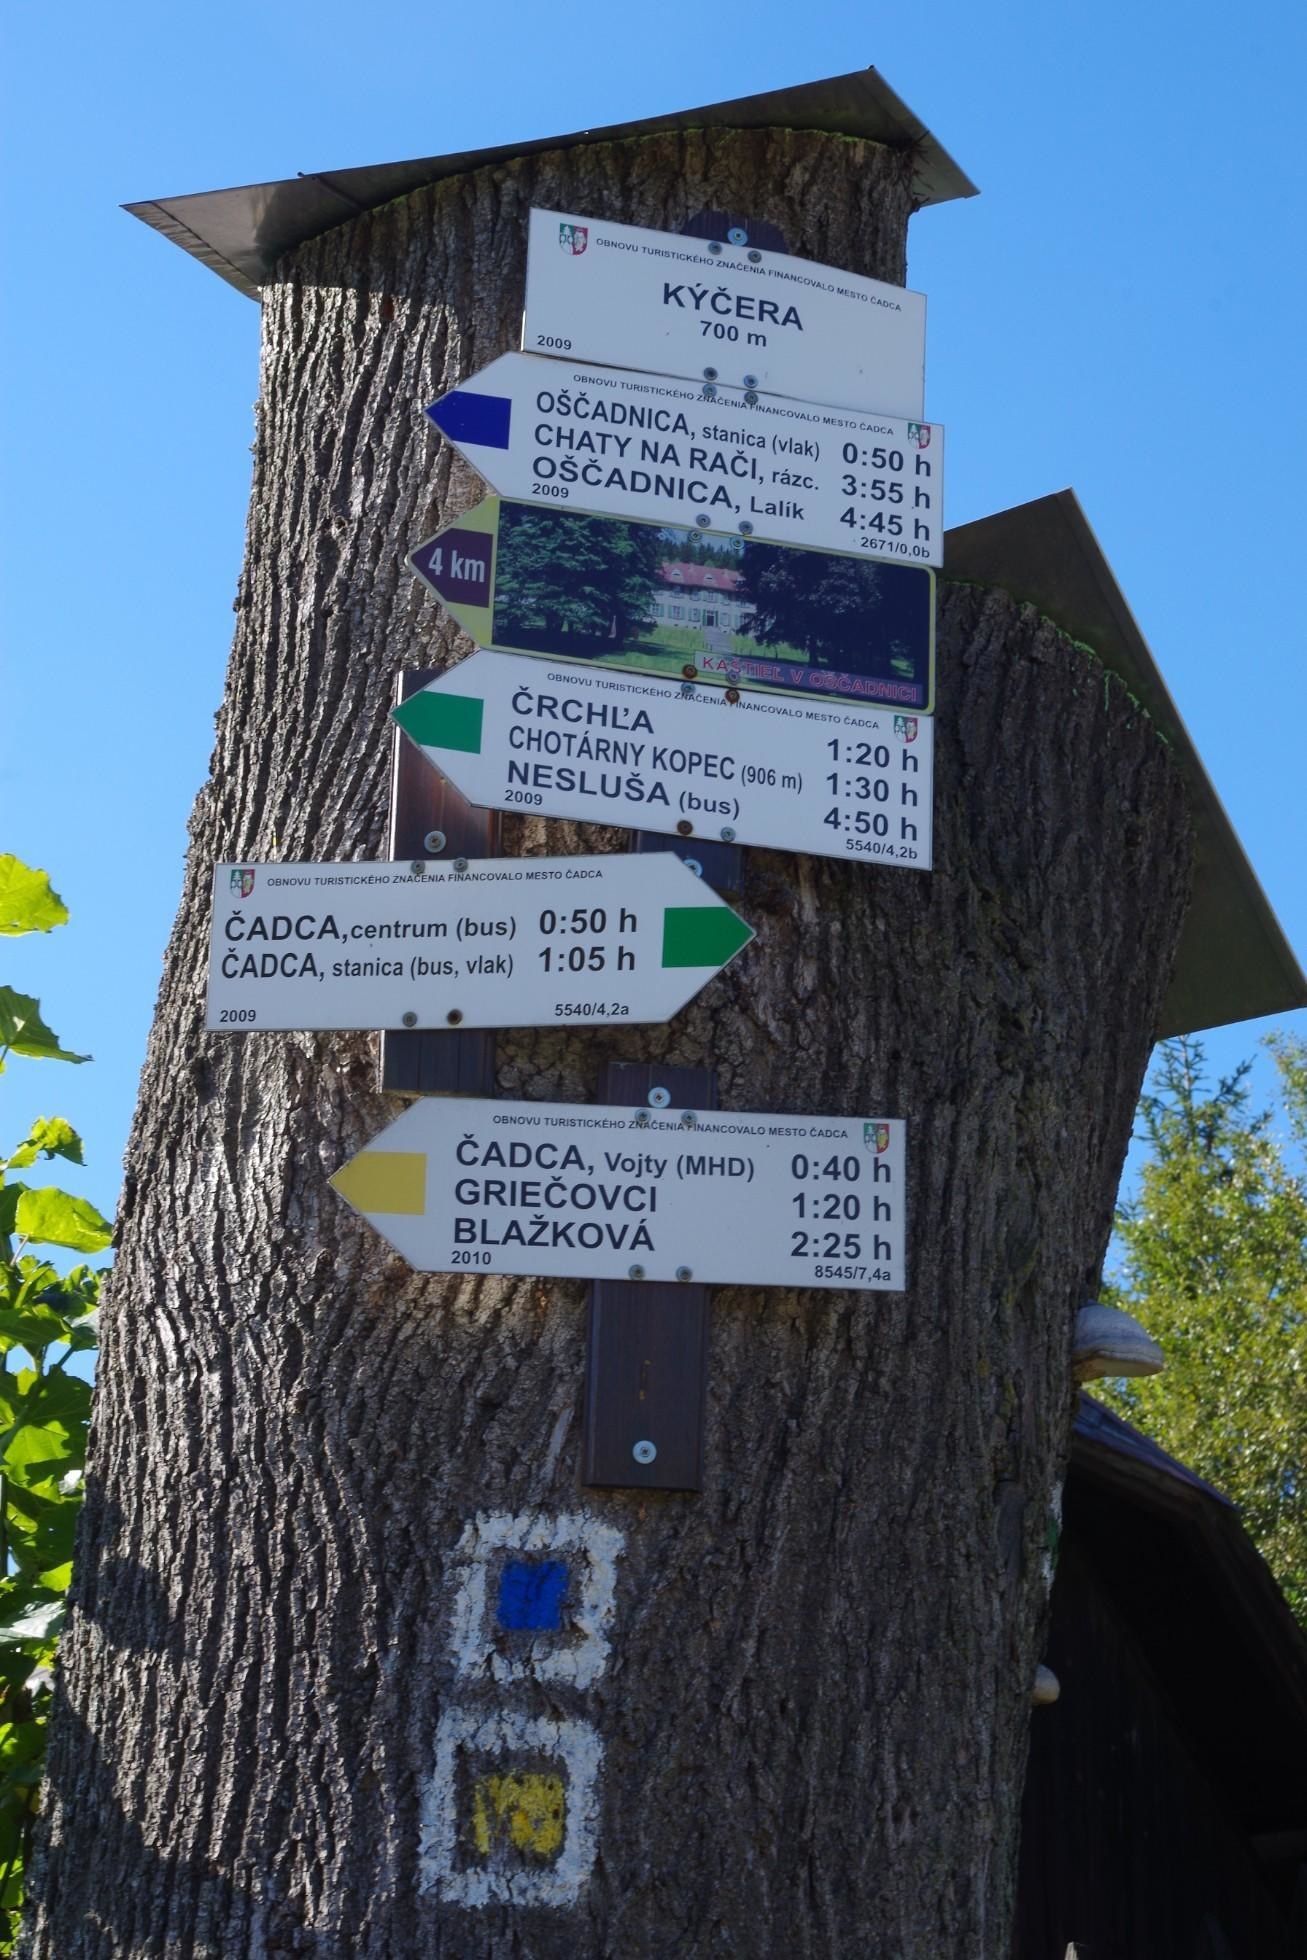 OBNOVU TURISTICKÉHO ZNAČENIA FINANCOVALO MESTO ČADCA
KÝČERA
700 m
2009
OBNOVU TURISTICKÉHO ZNAČENIA FINANCOVALO MESTO ČADCA
OŠČADNICA, stanica (vlak) 0:50 h
CHATY NA RAČI, rázc. 3:55 h
OŠČADNICA, Lalík 4:45 h
2009 2671/0,0b
4 km
KAŠTIEĽ V OŠČADNICI
OBNOVU TURISTICKÉHO ZNAČENIA FINANCOVALO MESTO ČADCA
ČRCHĽA 1:20 h
CHOTÁRNY KOPEC (906 m) 1:30 h
NESLUŠA (bus) 4:50 h
2009 5540/4,2b
OBNOVU TURISTICKÉHO ZNAČENIA FINANCOVALO MESTO ČADCA
ČADCA,centrum (bus) 0:50 h
ČADCA, stanica (bus, vlak) 1:05 h
2009 5540/4,2a
OBNOVU TURISTICKÉHO ZNAČENIA FINANCOVALO MESTO ČADCA
ČADCA, Vojty (MHD) 0:40 h
GRIEČOVCI 1:20 h
BLAŽKOVÁ 2:25 h
2010 8545/7,4a